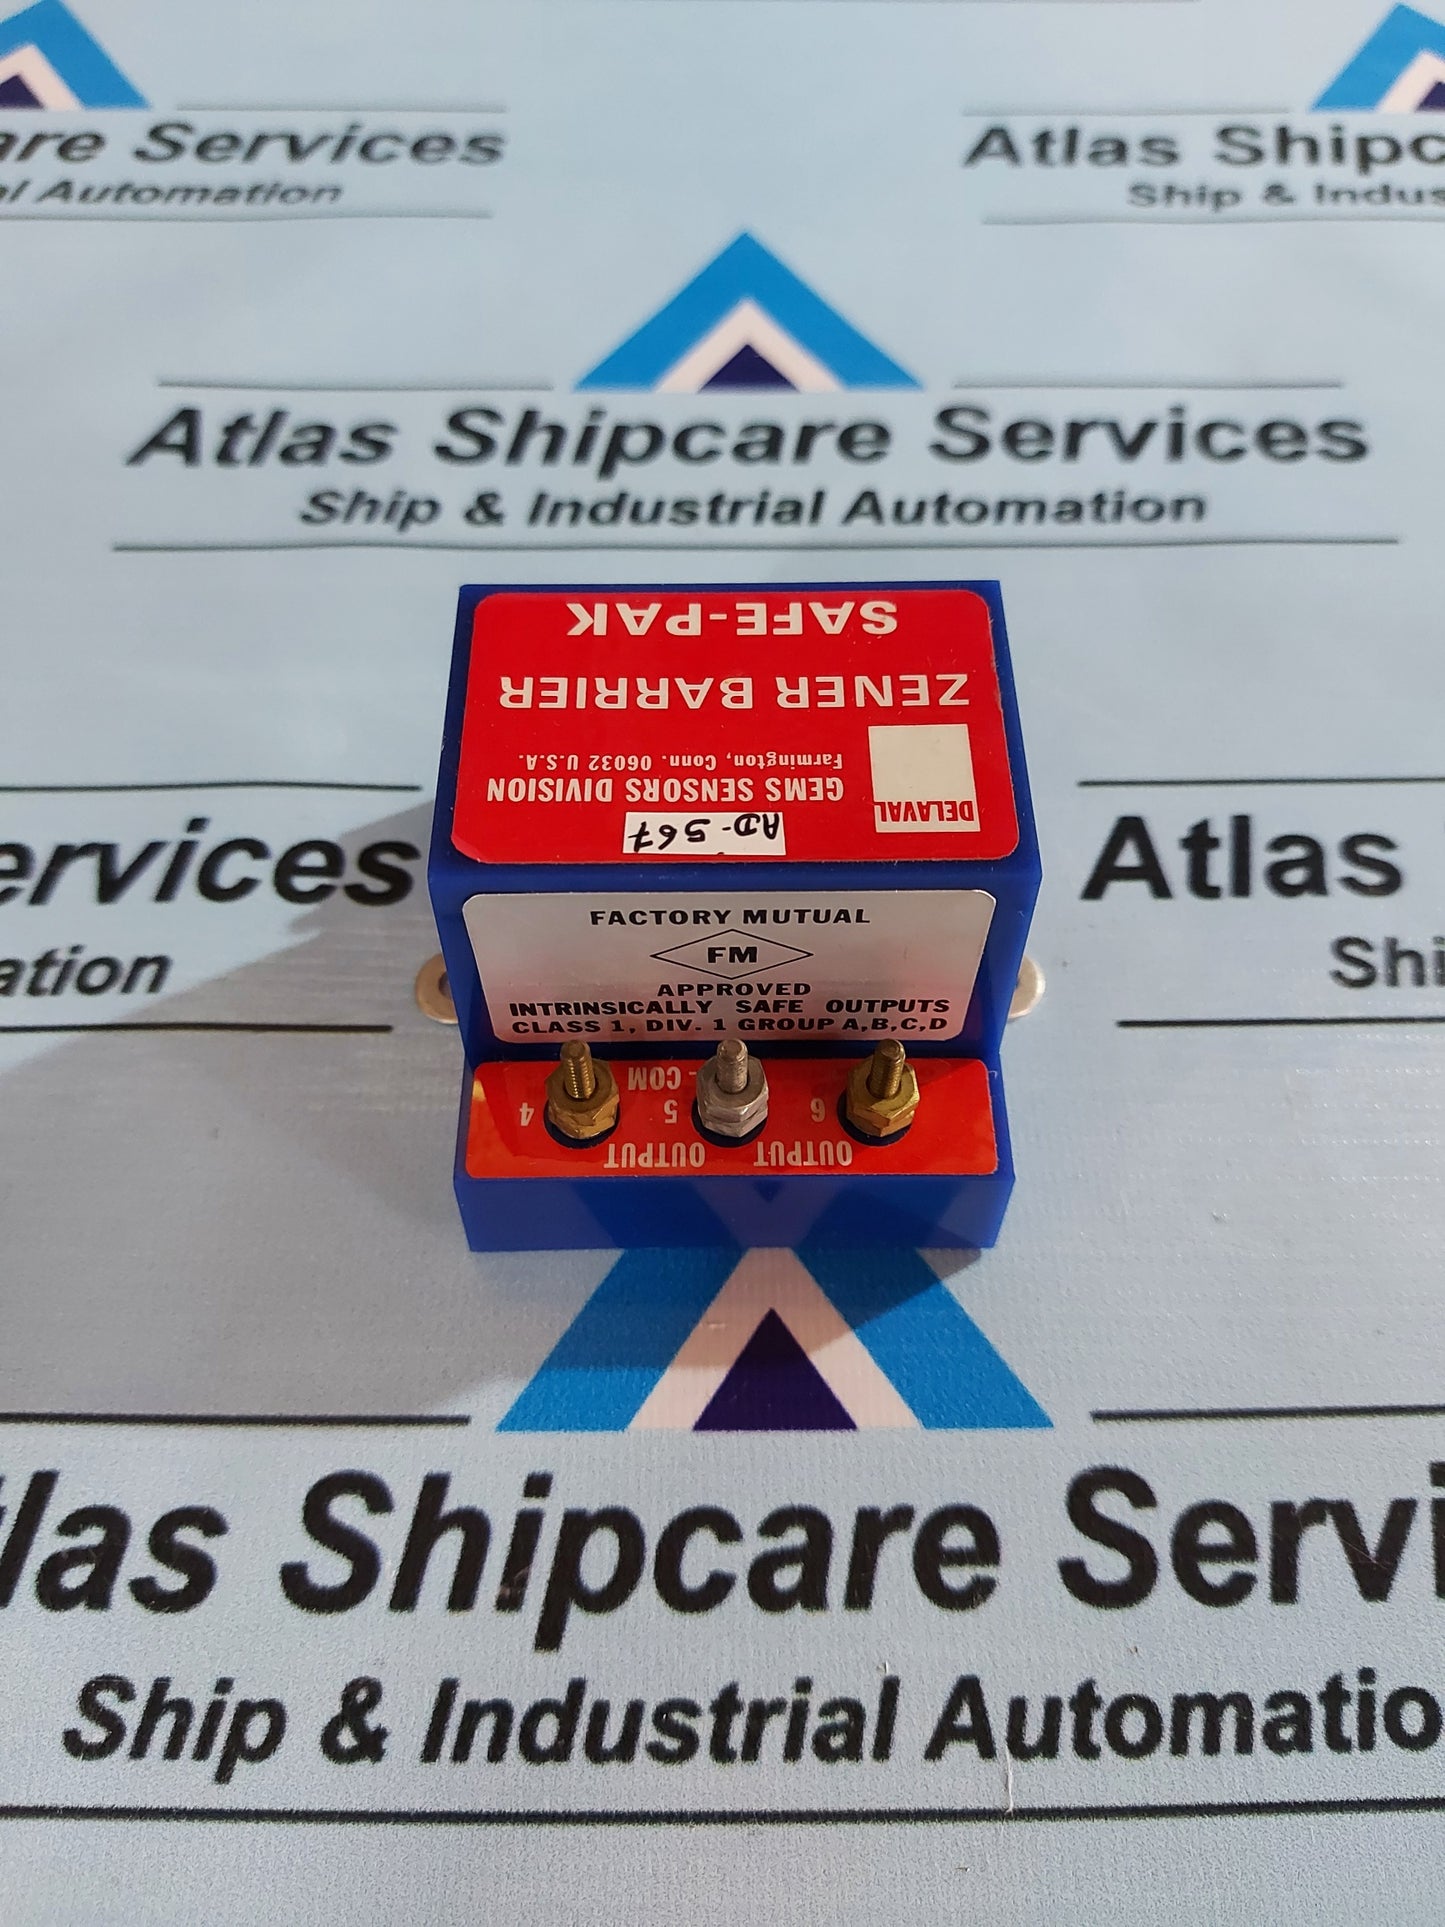 are Services
al Automation
Atlas Shipc
Ship & Indus
Atlas Shipcare Services
Ship & Industrial Automation
SAFE-PAK
ZENER BARRIER
DELAVAL
GEMS SENSORS DIVISION
Farmington, Conn. 06032 U.S.A.
AD-567
FACTORY MUTUAL
FM
APPROVED
INTRINSICALLY SAFE OUTPUTS
CLASS 1, DIV. 1 GROUP A,B,C,D
OUTPUT OUTPUT
6 5 4
- COM
ervices
ation
Atlas
Shi
tlas Shipcare Servi
Ship & Industrial Automatio